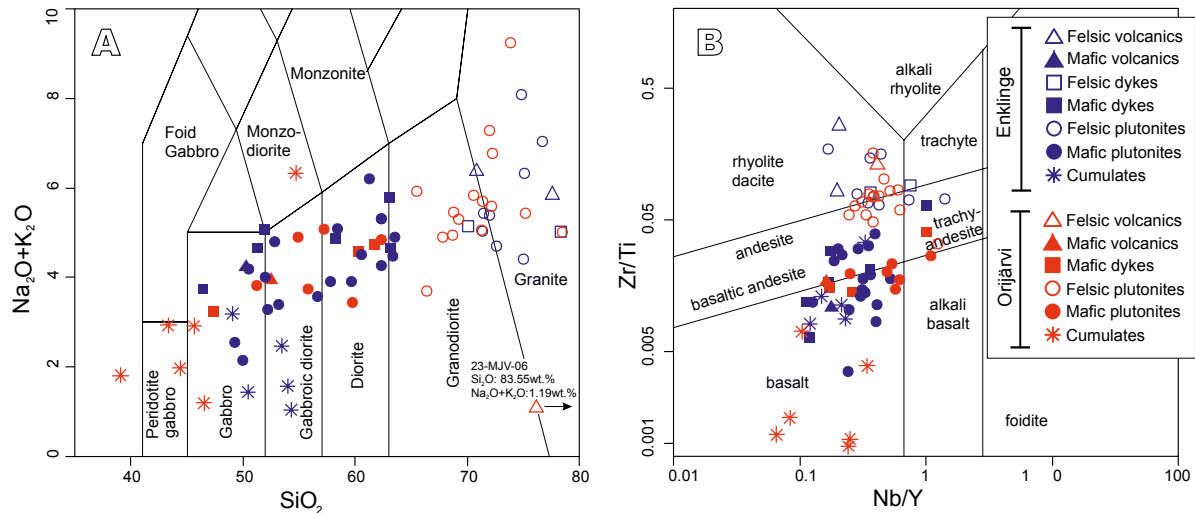 A
10
8
6
4
2
0
Na₂O+K₂O
40
50
60
70
80
SiO₂
Foid
Gabbro
Monzo-
diorite
Monzonite
Peridotite
gabbro
Gabbro
Gabbroic diorite
Diorite
Granodiorite
Granite
23-MJV-06
Si₂O: 83.55wt.%
Na₂O+K₂O:1.19wt.%
B
0.5
0.05
0.005
0.001
Zr/Ti
0.01
0.1
1
1
0
100
Nb/Y
alkali
rhyolite
rhyolite
dacite
trachyte
andesite
trachy-
andesite
basaltic andesite
alkali
basalt
basalt
foidite
Enklinge
Felsic volcanics
Mafic volcanics
Felsic dykes
Mafic dykes
Felsic plutonites
Mafic plutonites
Cumulates
Orijärvi
Felsic volcanics
Mafic volcanics
Mafic dykes
Felsic plutonites
Mafic plutonites
Cumulates